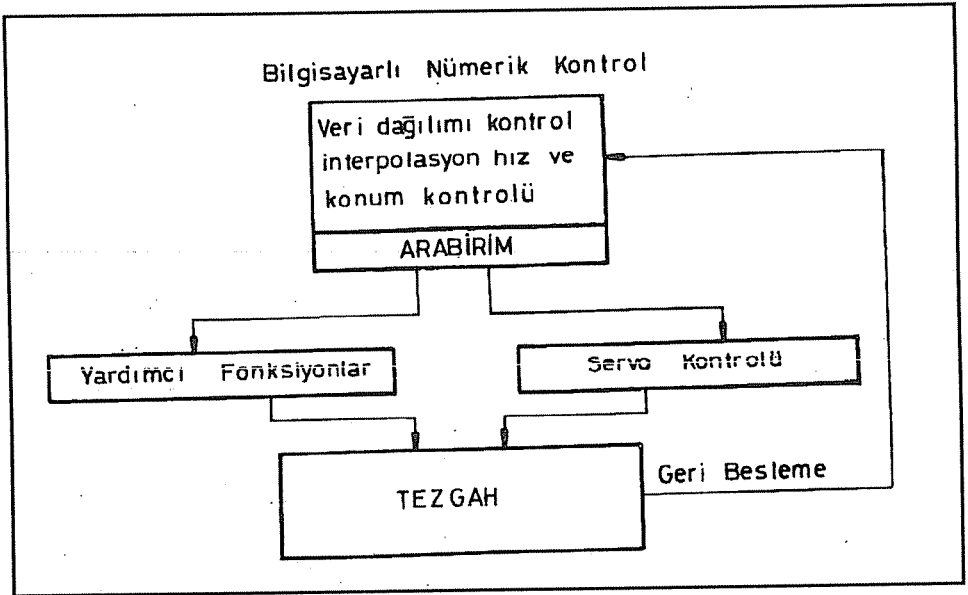 Bilgisayarlı Nümerik Kontrol
Veri dağılımı kontrol
interpolasyon hız ve
konum kontrolü
ARABİRİM
Yardımcı Fonksiyonlar
Servo Kontrolü
TEZGAH
Geri Besleme